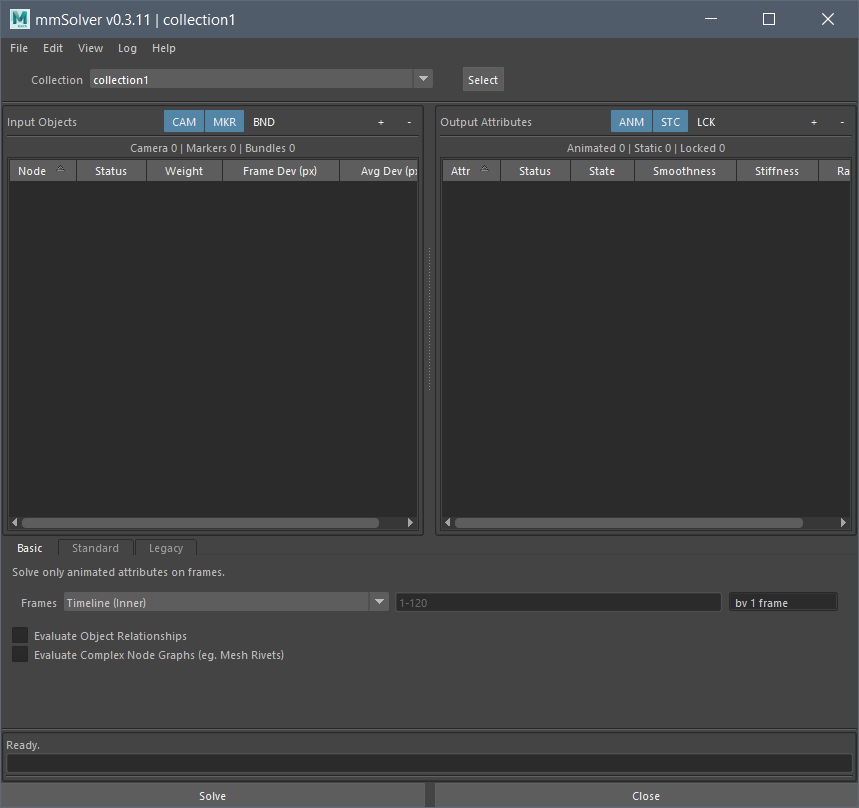 mmSolver v0.3.11 | collection1
File Edit View Log Help
Collection collection1 Select
Input Objects CAM MKR BND + - Output Attributes ANM STC LCK + -
Camera 0 | Markers 0 | Bundles 0 Animated 0 | Static 0 | Locked 0
Node Status Weight Frame Dev (px) Avg Dev (px Attr Status State Smoothness Stiffness Ra
Basic Standard Legacy
Solve only animated attributes on frames.
Frames Timeline (Inner) 1-120 by 1 frame
Evaluate Object Relationships
Evaluate Complex Node Graphs (eg. Mesh Rivets)
Ready.
Solve Close